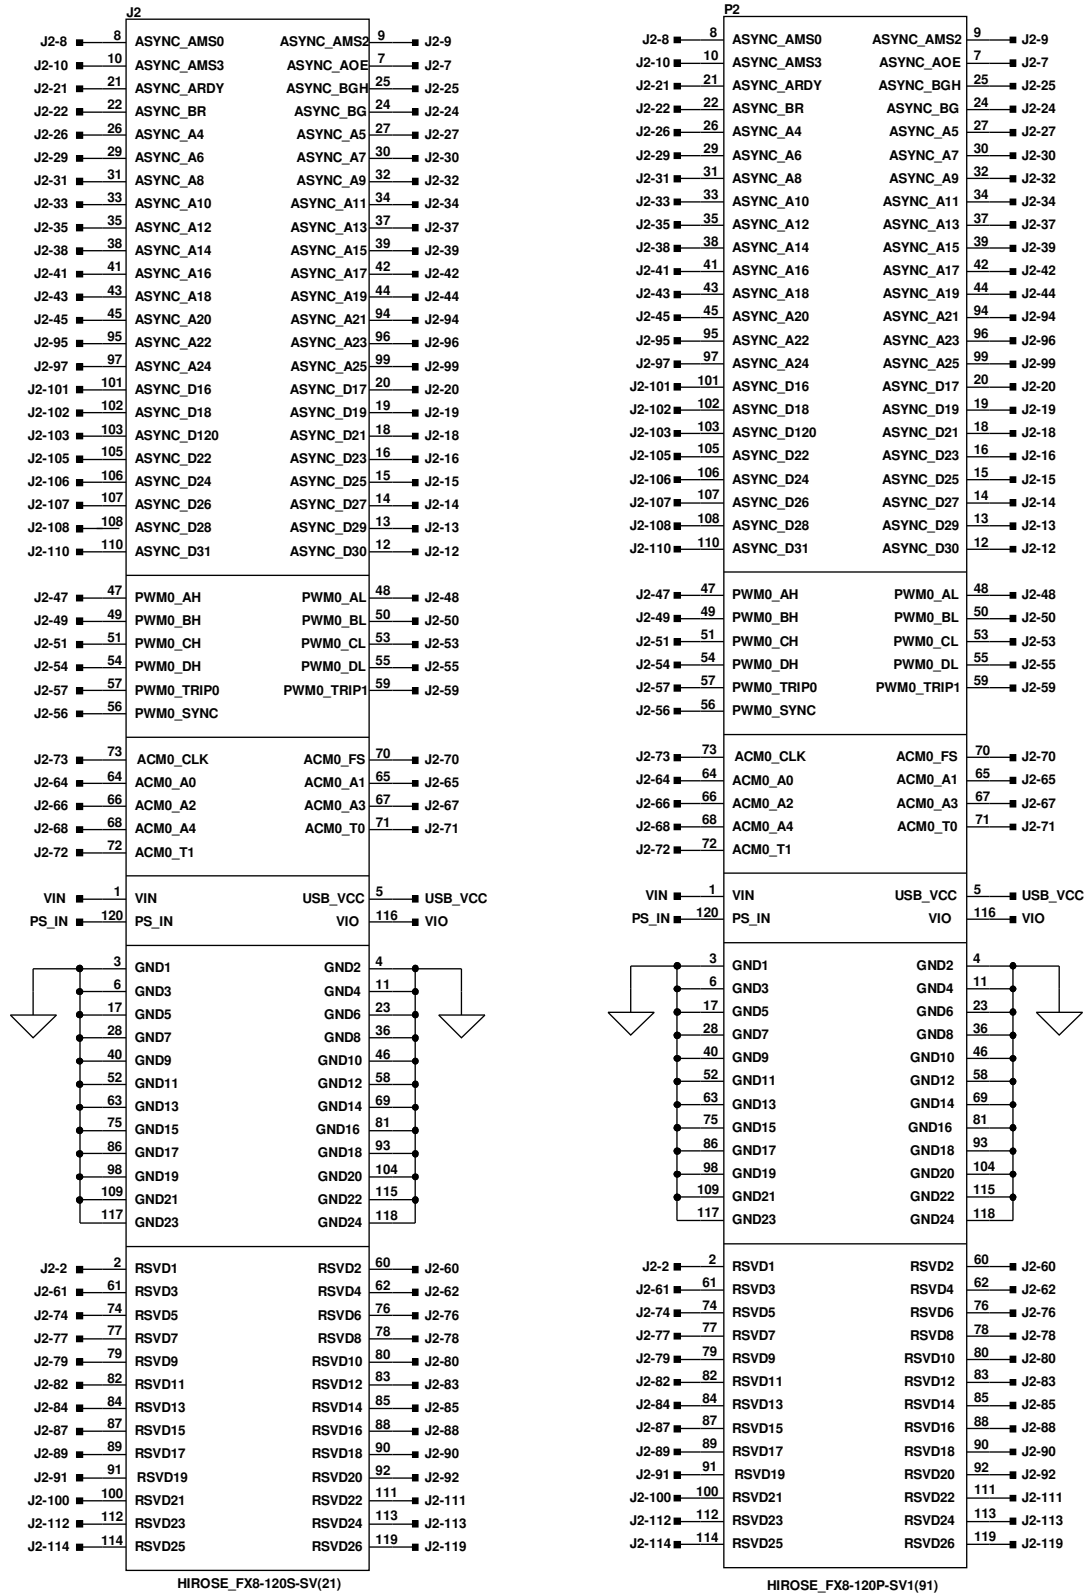 J2
J2-8 8 ASYNC_AMS0 ASYNC_AMS2 9 J2-9
J2-10 10 ASYNC_AMS3 ASYNC_AOE 7 J2-7
J2-21 21 ASYNC_ARDY ASYNC_BGH 25 J2-25
J2-22 22 ASYNC_BR ASYNC_BG 24 J2-24
J2-26 26 ASYNC_A4 ASYNC_A5 27 J2-27
J2-29 29 ASYNC_A6 ASYNC_A7 30 J2-30
J2-31 31 ASYNC_A8 ASYNC_A9 32 J2-32
J2-33 33 ASYNC_A10 ASYNC_A11 34 J2-34
J2-35 35 ASYNC_A12 ASYNC_A13 37 J2-37
J2-38 38 ASYNC_A14 ASYNC_A15 39 J2-39
J2-41 41 ASYNC_A16 ASYNC_A17 42 J2-42
J2-43 43 ASYNC_A18 ASYNC_A19 44 J2-44
J2-45 45 ASYNC_A20 ASYNC_A21 94 J2-94
J2-95 95 ASYNC_A22 ASYNC_A23 96 J2-96
J2-97 97 ASYNC_A24 ASYNC_A25 99 J2-99
J2-101 101 ASYNC_D16 ASYNC_D17 20 J2-20
J2-102 102 ASYNC_D18 ASYNC_D19 19 J2-19
J2-103 103 ASYNC_D120 ASYNC_D21 18 J2-18
J2-105 105 ASYNC_D22 ASYNC_D23 16 J2-16
J2-106 106 ASYNC_D24 ASYNC_D25 15 J2-15
J2-107 107 ASYNC_D26 ASYNC_D27 14 J2-14
J2-108 108 ASYNC_D28 ASYNC_D29 13 J2-13
J2-110 110 ASYNC_D31 ASYNC_D30 12 J2-12
J2-47 47 PWM0_AH PWM0_AL 48 J2-48
J2-49 49 PWM0_BH PWM0_BL 50 J2-50
J2-51 51 PWM0_CH PWM0_CL 53 J2-53
J2-54 54 PWM0_DH PWM0_DL 55 J2-55
J2-57 57 PWM0_TRIP0 PWM0_TRIP1 59 J2-59
J2-56 56 PWM0_SYNC
J2-73 73 ACM0_CLK ACM0_FS 70 J2-70
J2-64 64 ACM0_A0 ACM0_A1 65 J2-65
J2-66 66 ACM0_A2 ACM0_A3 67 J2-67
J2-68 68 ACM0_A4 ACM0_T0 71 J2-71
J2-72 72 ACM0_T1
VIN 1 VIN USB_VCC 5 USB_VCC
PS_IN 120 PS_IN VIO 116 VIO
3 GND1 GND2 4
6 GND3 GND4 11
17 GND5 GND6 23
28 GND7 GND8 36
40 GND9 GND10 46
52 GND11 GND12 58
63 GND13 GND14 69
75 GND15 GND16 81
86 GND17 GND18 93
98 GND19 GND20 104
109 GND21 GND22 115
117 GND23 GND24 118
J2-2 2 RSVD1 RSVD2 60 J2-60
J2-61 61 RSVD3 RSVD4 62 J2-62
J2-74 74 RSVD5 RSVD6 76 J2-76
J2-77 77 RSVD7 RSVD8 78 J2-78
J2-79 79 RSVD9 RSVD10 80 J2-80
J2-82 82 RSVD11 RSVD12 83 J2-83
J2-84 84 RSVD13 RSVD14 85 J2-85
J2-87 87 RSVD15 RSVD16 88 J2-88
J2-89 89 RSVD17 RSVD18 90 J2-90
J2-91 91 RSVD19 RSVD20 92 J2-92
J2-100 100 RSVD21 RSVD22 111 J2-111
J2-112 112 RSVD23 RSVD24 113 J2-113
J2-114 114 RSVD25 RSVD26 119 J2-119
HIROSE_FX8-120S-SV(21)
P2
J2-8 8 ASYNC_AMS0 ASYNC_AMS2 9 J2-9
J2-10 10 ASYNC_AMS3 ASYNC_AOE 7 J2-7
J2-21 21 ASYNC_ARDY ASYNC_BGH 25 J2-25
J2-22 22 ASYNC_BR ASYNC_BG 24 J2-24
J2-26 26 ASYNC_A4 ASYNC_A5 27 J2-27
J2-29 29 ASYNC_A6 ASYNC_A7 30 J2-30
J2-31 31 ASYNC_A8 ASYNC_A9 32 J2-32
J2-33 33 ASYNC_A10 ASYNC_A11 34 J2-34
J2-35 35 ASYNC_A12 ASYNC_A13 37 J2-37
J2-38 38 ASYNC_A14 ASYNC_A15 39 J2-39
J2-41 41 ASYNC_A16 ASYNC_A17 42 J2-42
J2-43 43 ASYNC_A18 ASYNC_A19 44 J2-44
J2-45 45 ASYNC_A20 ASYNC_A21 94 J2-94
J2-95 95 ASYNC_A22 ASYNC_A23 96 J2-96
J2-97 97 ASYNC_A24 ASYNC_A25 99 J2-99
J2-101 101 ASYNC_D16 ASYNC_D17 20 J2-20
J2-102 102 ASYNC_D18 ASYNC_D19 19 J2-19
J2-103 103 ASYNC_D120 ASYNC_D21 18 J2-18
J2-105 105 ASYNC_D22 ASYNC_D23 16 J2-16
J2-106 106 ASYNC_D24 ASYNC_D25 15 J2-15
J2-107 107 ASYNC_D26 ASYNC_D27 14 J2-14
J2-108 108 ASYNC_D28 ASYNC_D29 13 J2-13
J2-110 110 ASYNC_D31 ASYNC_D30 12 J2-12
J2-47 47 PWM0_AH PWM0_AL 48 J2-48
J2-49 49 PWM0_BH PWM0_BL 50 J2-50
J2-51 51 PWM0_CH PWM0_CL 53 J2-53
J2-54 54 PWM0_DH PWM0_DL 55 J2-55
J2-57 57 PWM0_TRIP0 PWM0_TRIP1 59 J2-59
J2-56 56 PWM0_SYNC
J2-73 73 ACM0_CLK ACM0_FS 70 J2-70
J2-64 64 ACM0_A0 ACM0_A1 65 J2-65
J2-66 66 ACM0_A2 ACM0_A3 67 J2-67
J2-68 68 ACM0_A4 ACM0_T0 71 J2-71
J2-72 72 ACM0_T1
VIN 1 VIN USB_VCC 5 USB_VCC
PS_IN 120 PS_IN VIO 116 VIO
3 GND1 GND2 4
6 GND3 GND4 11
17 GND5 GND6 23
28 GND7 GND8 36
40 GND9 GND10 46
52 GND11 GND12 58
63 GND13 GND14 69
75 GND15 GND16 81
86 GND17 GND18 93
98 GND19 GND20 104
109 GND21 GND22 115
117 GND23 GND24 118
J2-2 2 RSVD1 RSVD2 60 J2-60
J2-61 61 RSVD3 RSVD4 62 J2-62
J2-74 74 RSVD5 RSVD6 76 J2-76
J2-77 77 RSVD7 RSVD8 78 J2-78
J2-79 79 RSVD9 RSVD10 80 J2-80
J2-82 82 RSVD11 RSVD12 83 J2-83
J2-84 84 RSVD13 RSVD14 85 J2-85
J2-87 87 RSVD15 RSVD16 88 J2-88
J2-89 89 RSVD17 RSVD18 90 J2-90
J2-91 91 RSVD19 RSVD20 92 J2-92
J2-100 100 RSVD21 RSVD22 111 J2-111
J2-112 112 RSVD23 RSVD24 113 J2-113
J2-114 114 RSVD25 RSVD26 119 J2-119
HIROSE_FX8-120P-SV1(91)